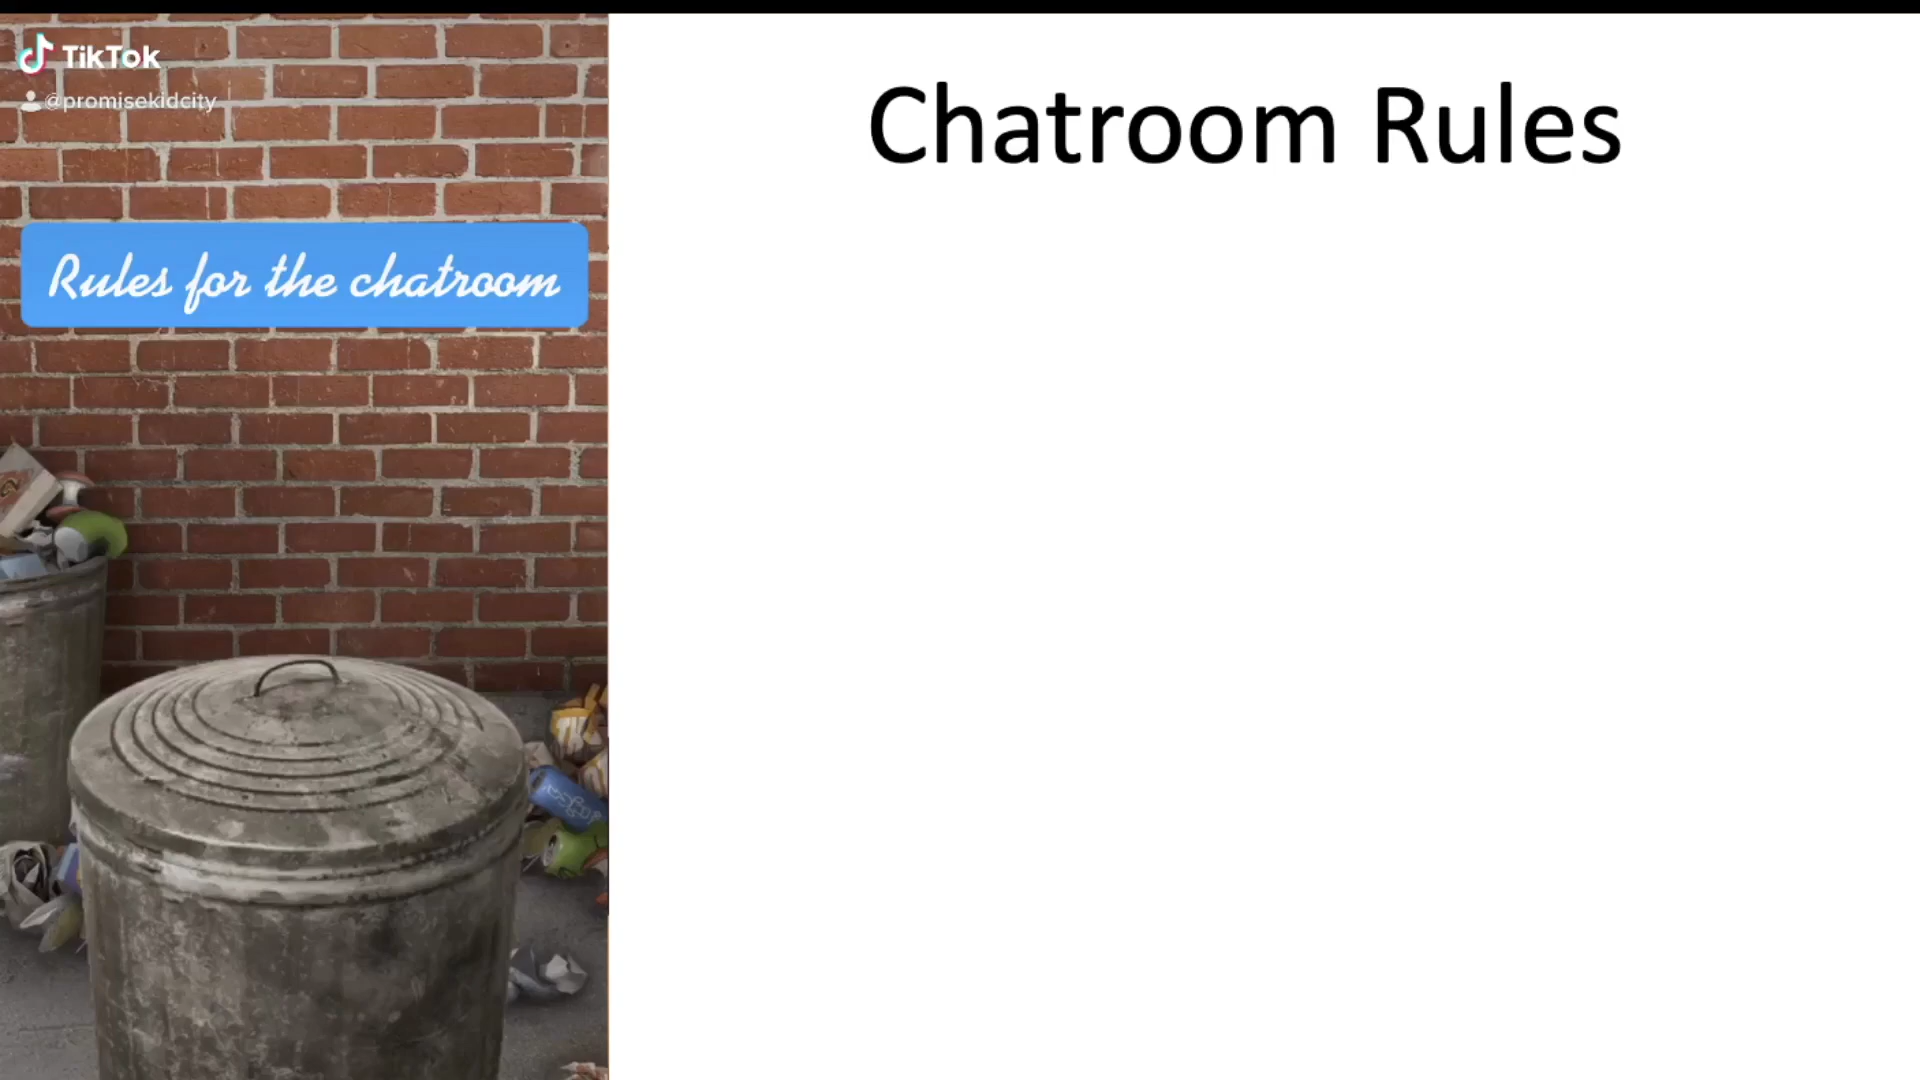 TikTok
@promisekidcity
Rules for the chatroom
Chatroom Rules